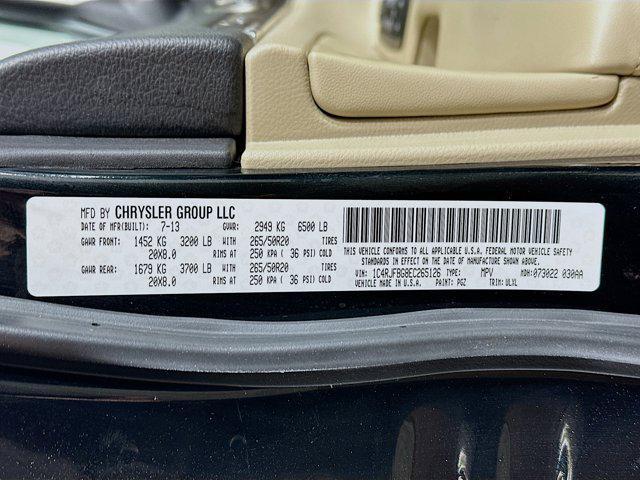 MFD BY CHRYSLER GROUP LLC
DATE OF MFR(BUILT): 7-13 GVWR: 2949 KG 6500 LB
GAWR FRONT: 1452 KG 3200 LB WITH 265/50R20 TIRES
20X8.0 RIMS AT 250 KPA ( 36 PSI) COLD
GAWR REAR: 1679 KG 3700 LB WITH 265/50R20 TIRES
20X8.0 RIMS AT 250 KPA ( 36 PSI) COLD
THIS VEHICLE CONFORMS TO ALL APPLICABLE U.S.A. FEDERAL MOTOR VEHICLE SAFETY
STANDARDS IN EFFECT ON THE DATE OF MANUFACTURE SHOWN ABOVE.
VIN: 1C4RJFBG8EC265126 TYPE: MPV MDH: 073022 030AA
VEHICLE MADE IN U.S.A. PAINT: PGZ TRIM: ULYL